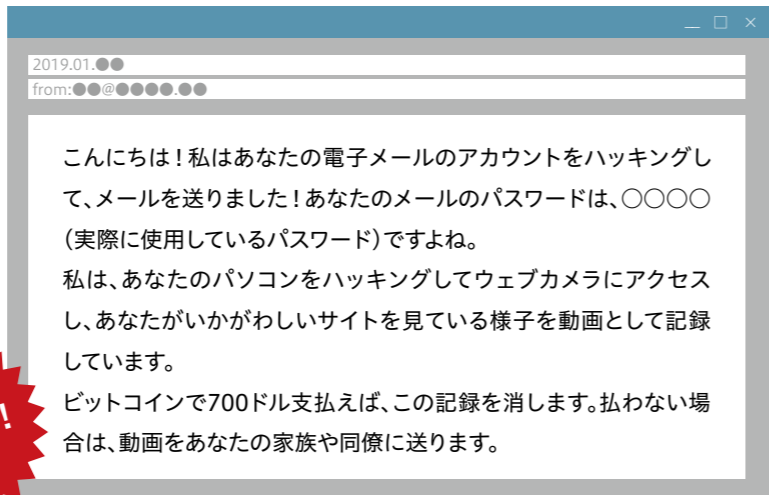 2019.01.●●
from:●●@●●●●.●●
こんにちは！私はあなたの電子メールのアカウントをハッキングし
て、メールを送りました！あなたのメールのパスワードは、○○○○
（実際に使用しているパスワード）ですよね。
私は、あなたのパソコンをハッキングしてウェブカメラにアクセス
し、あなたがいかがわしいサイトを見ている様子を動画として記録
しています。
ビットコインで700ドル支払えば、この記録を消します。払わない場
合は、動画をあなたの家族や同僚に送ります。
!